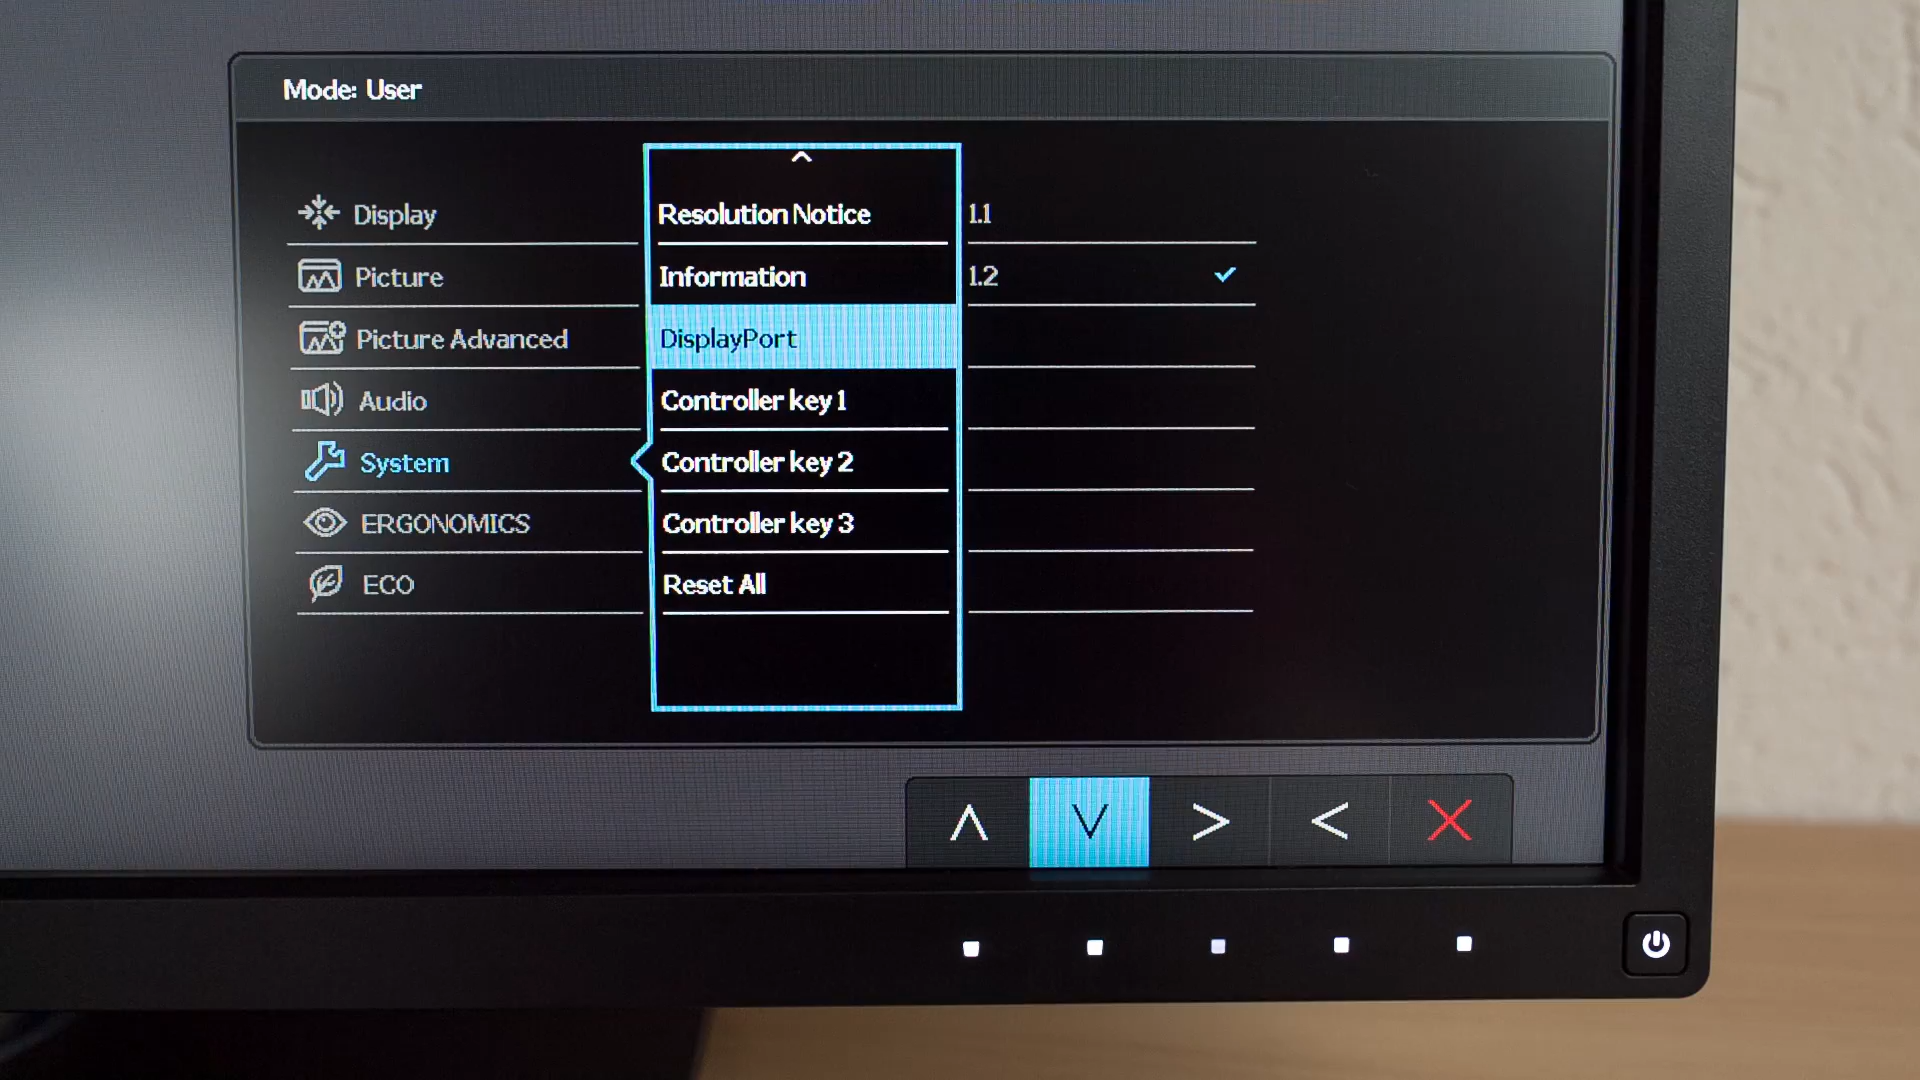 Mode: User
Display
Picture
Picture Advanced
Audio
System
ERGONOMICS
ECO
Resolution Notice
Information
DisplayPort
Controller key 1
Controller key 2
Controller key 3
Reset All
1.1
1.2